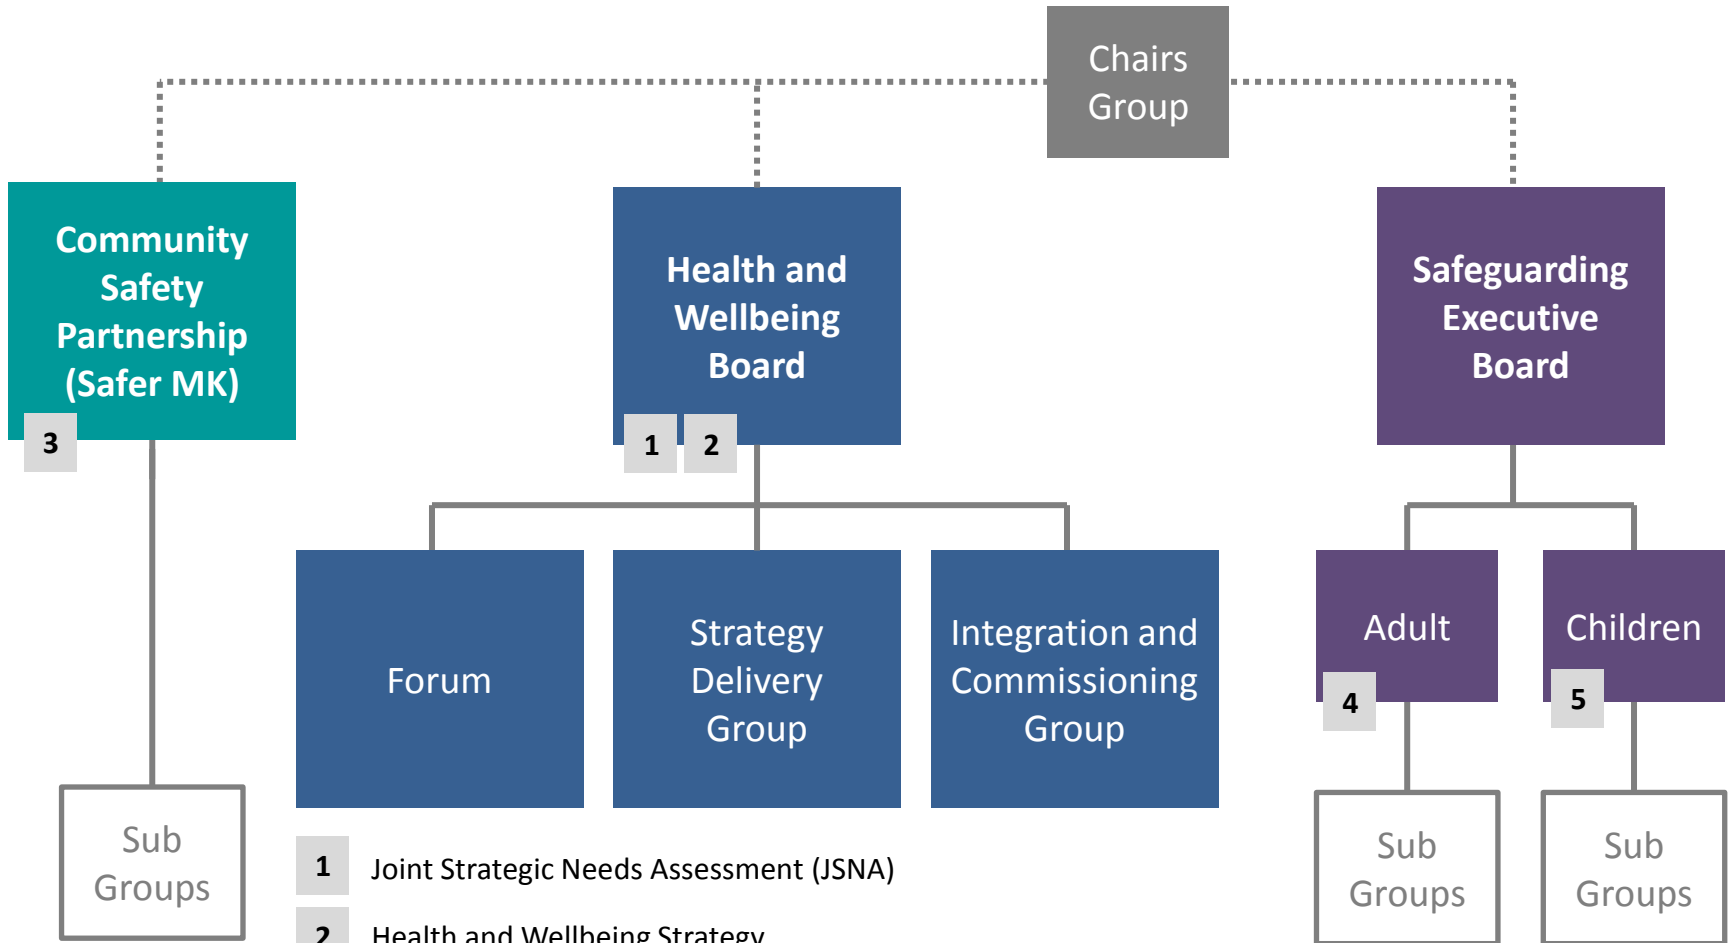 Chairs
Group
Community
Safety
Partnership
(Safer MK)
3
Health and
Wellbeing
Board
1 2
Safeguarding
Executive
Board
Forum
Strategy
Delivery
Group
Integration and
Commissioning
Group
Adult
4
Children
5
Sub
Groups
Sub
Groups
Sub
Groups
1 Joint Strategic Needs Assessment (JSNA)
2 Health and Wellbeing Strategy